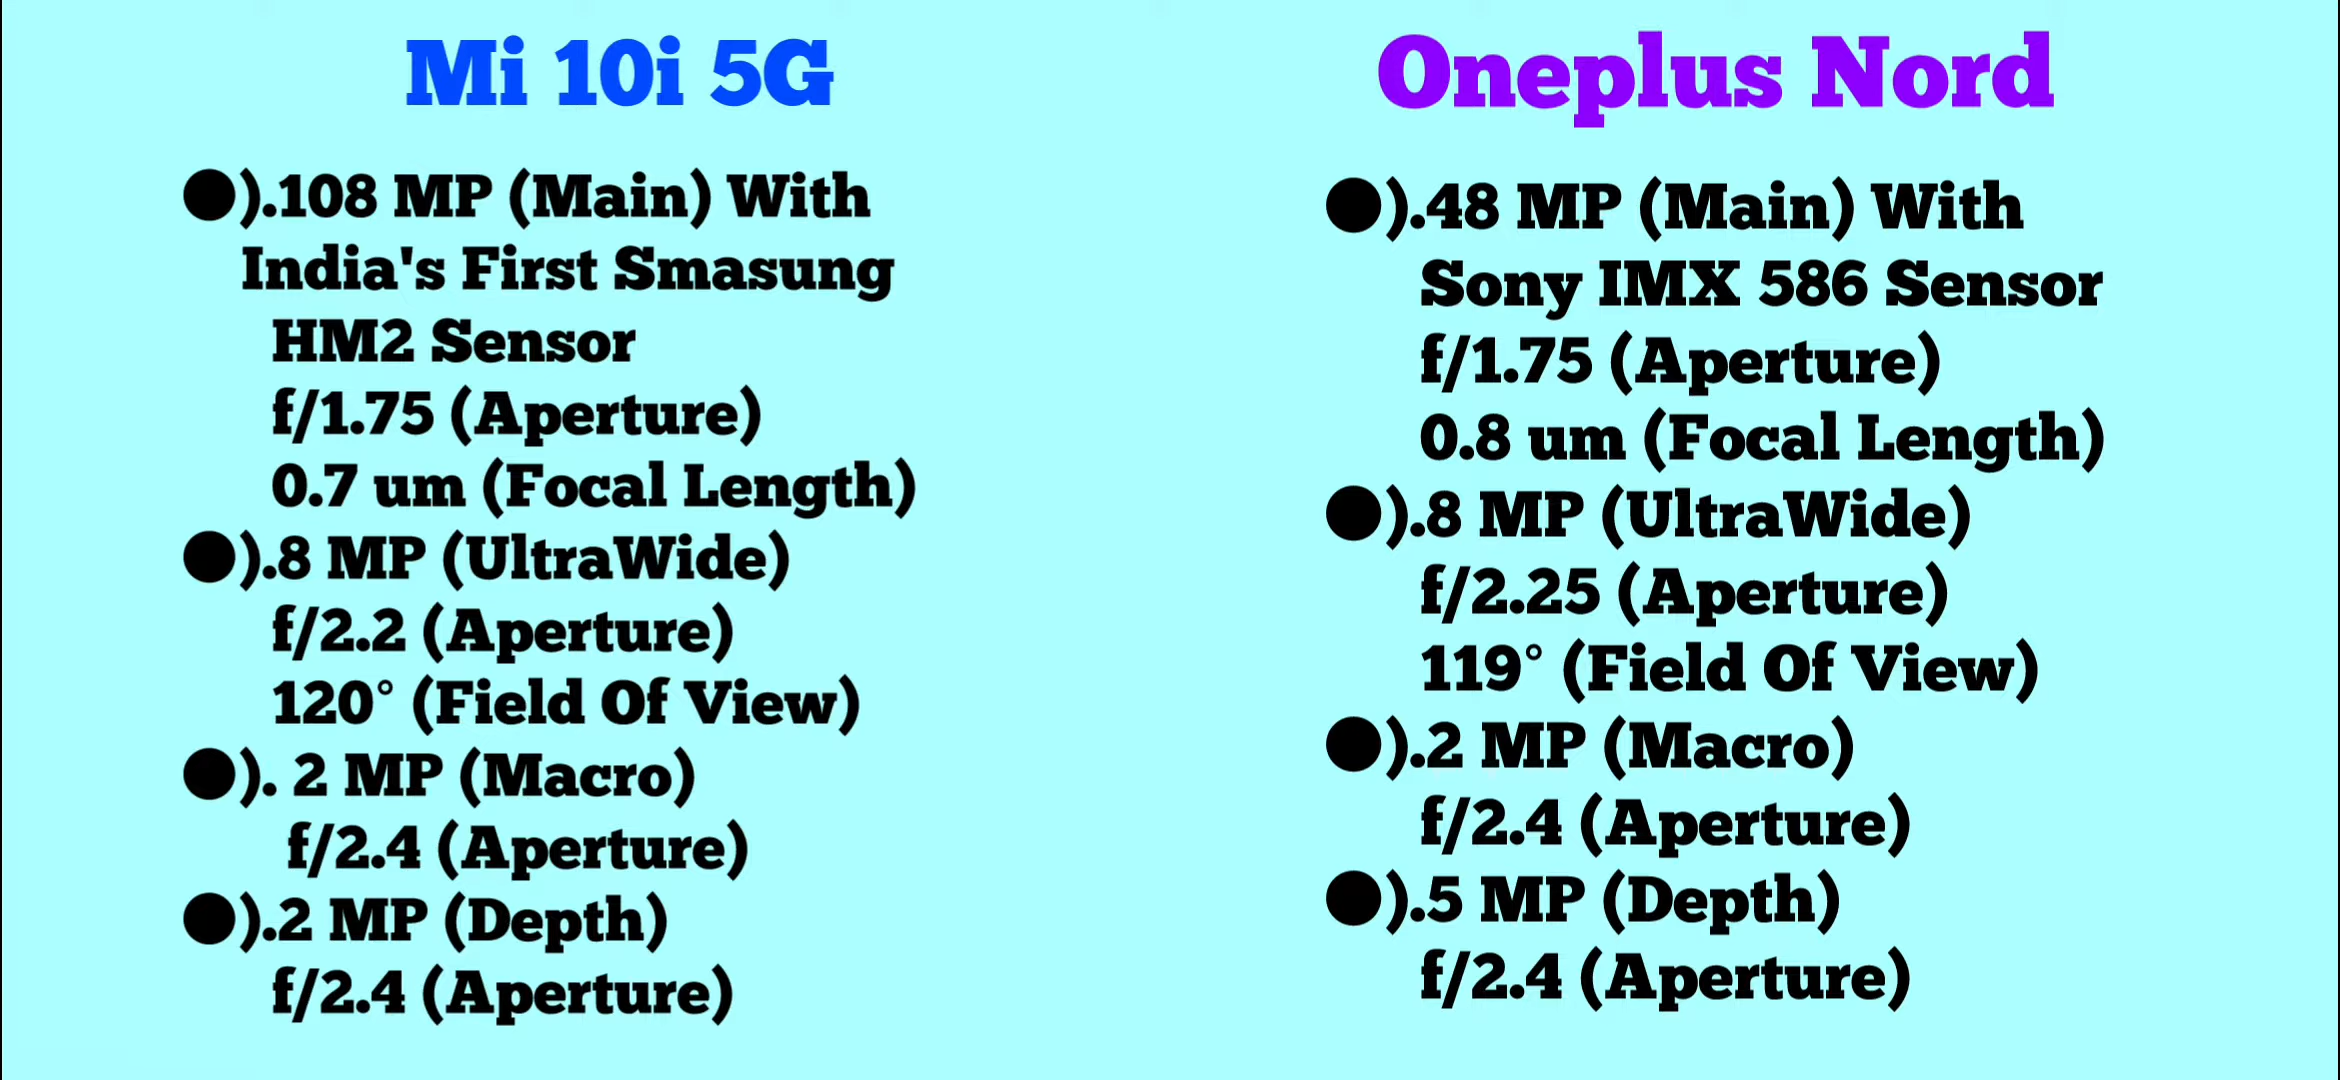 Mi 10i 5G
●).108 MP (Main) With
India's First Smasung
HM2 Sensor
f/1.75 (Aperture)
0.7 um (Focal Length)
●).8 MP (UltraWide)
f/2.2 (Aperture)
120° (Field Of View)
●). 2 MP (Macro)
f/2.4 (Aperture)
●).2 MP (Depth)
f/2.4 (Aperture)
Oneplus Nord
●).48 MP (Main) With
Sony IMX 586 Sensor
f/1.75 (Aperture)
0.8 um (Focal Length)
●).8 MP (UltraWide)
f/2.25 (Aperture)
119° (Field Of View)
●).2 MP (Macro)
f/2.4 (Aperture)
●).5 MP (Depth)
f/2.4 (Aperture)